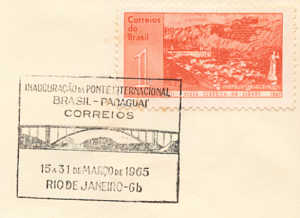 Correios
do
Brasil
1
INAUGURAÇÃO DA PONTE INTERNACIONAL
BRASIL - PARAGUAI
CORREIOS
15 A 31 DE MARÇO DE 1965
RIO DE JANEIRO - GB